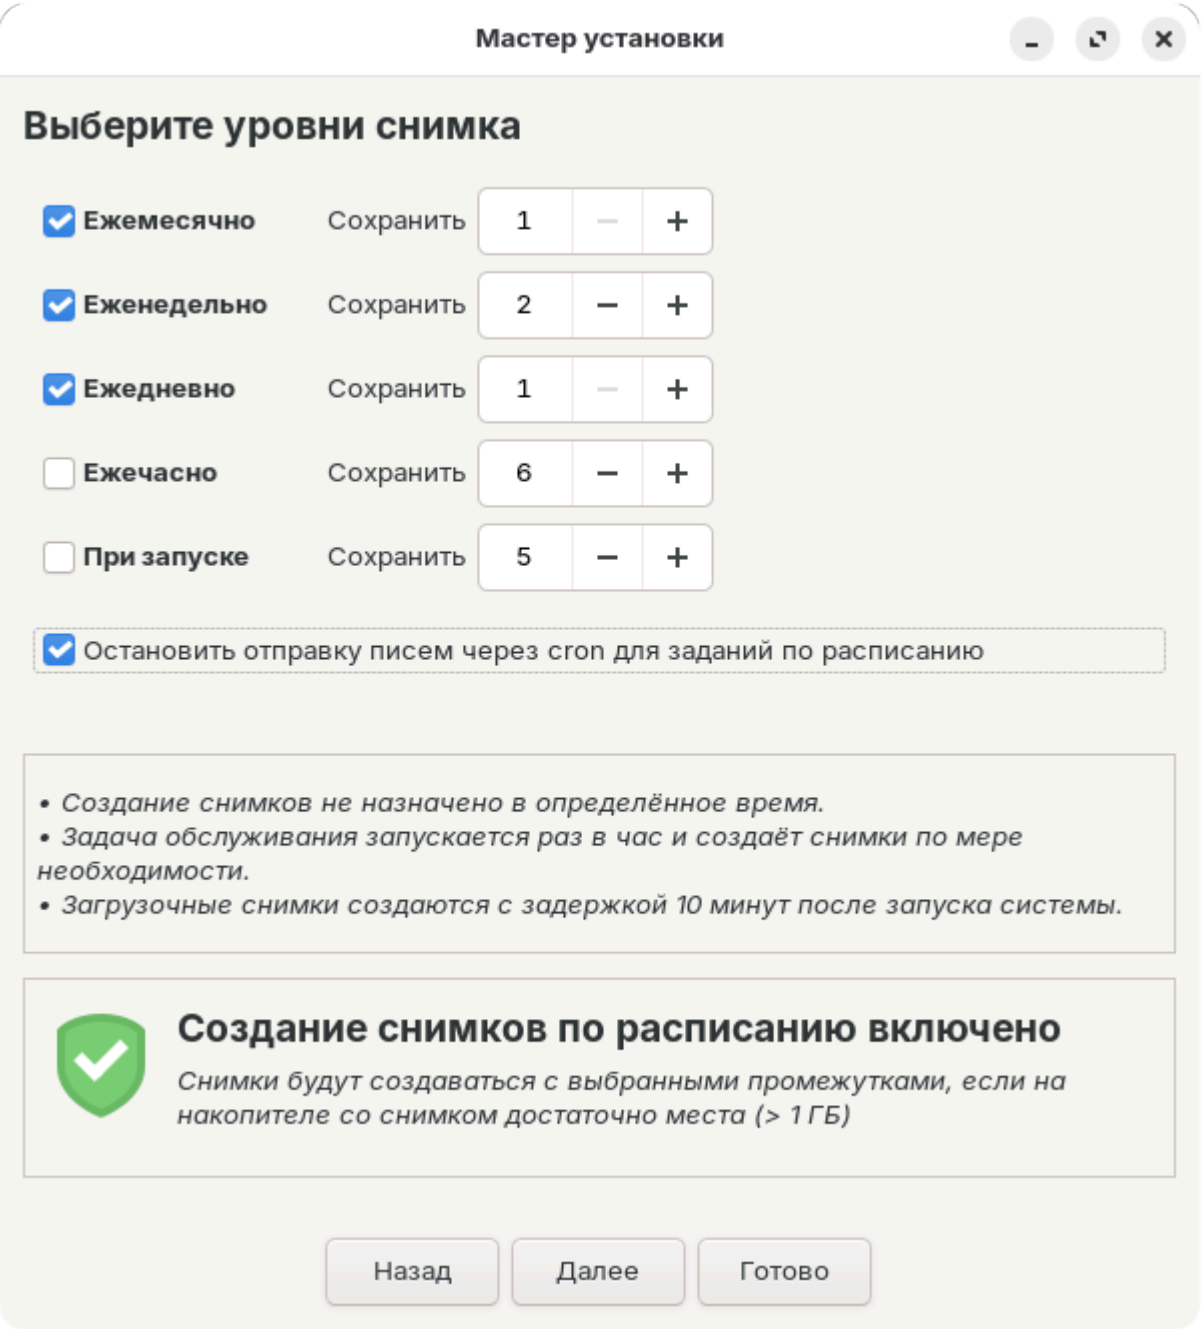 Мастер установки
Выберите уровни снимка
Ежемесячно Сохранить 1 − +
Еженедельно Сохранить 2 − +
Ежедневно Сохранить 1 − +
Ежечасно Сохранить 6 − +
При запуске Сохранить 5 − +
Остановить отправку писем через cron для заданий по расписанию
• Создание снимков не назначено в определённое время.
• Задача обслуживания запускается раз в час и создаёт снимки по мере
необходимости.
• Загрузочные снимки создаются с задержкой 10 минут после запуска системы.
Создание снимков по расписанию включено
Снимки будут создаваться с выбранными промежутками, если на
накопителе со снимком достаточно места (> 1 ГБ)
Назад Далее Готово